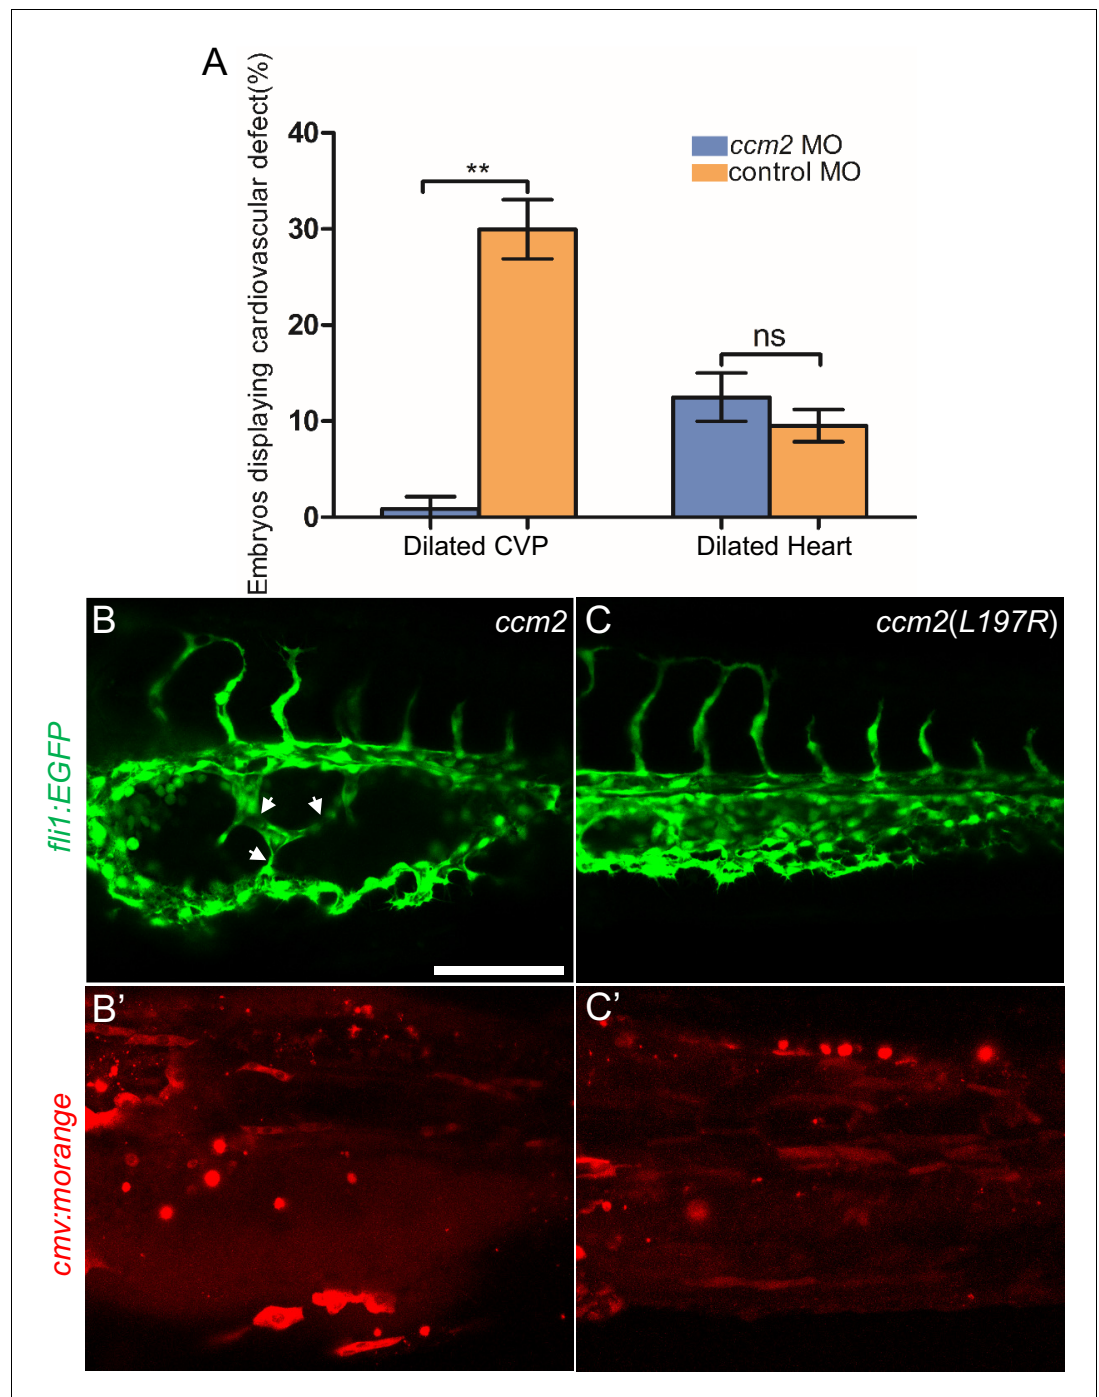 A
Embryos displaying cardiovascular defect(%)
40
30
20
10
0
**
ns
ccm2 MO
control MO
Dilated CVP
Dilated Heart
B
ccm2
C
ccm2(L197R)
fli1:EGFP
B’
C’
cmv:morange